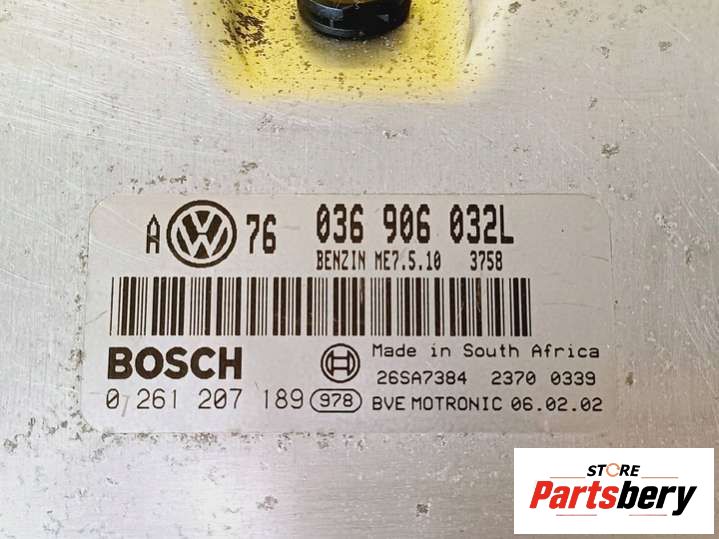 A VW 76 036 906 032L
BENZIN ME7.5.10 3758
BOSCH
Made in South Africa
26SA7384 2370 0339
0 261 207 189 978 BVE MOTRONIC 06.02.02
STORE
Partsbery